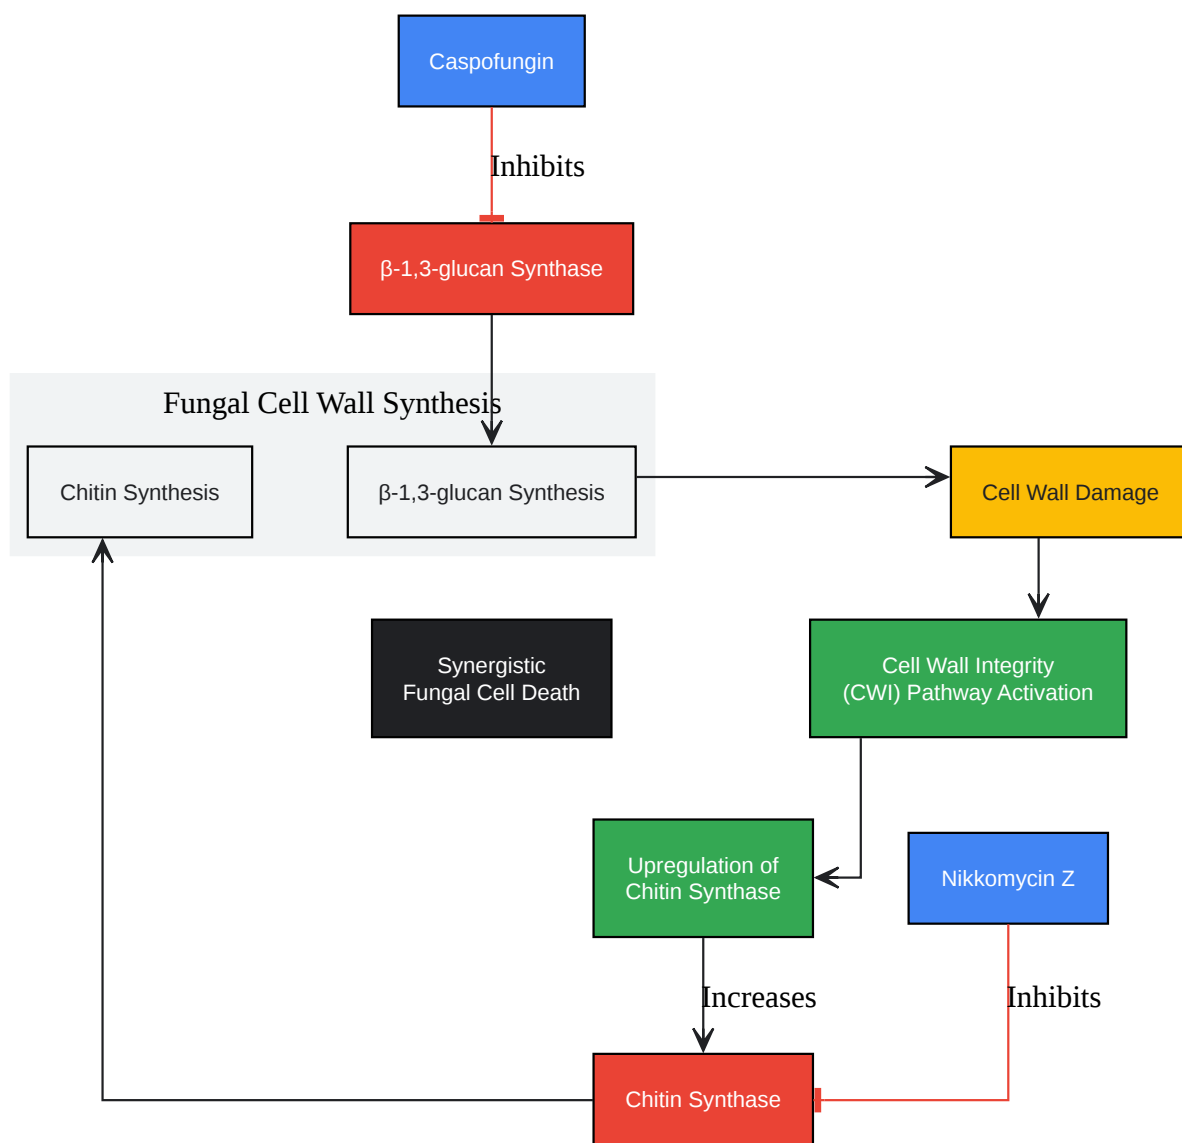 Caspofungin
Inhibits
β-1,3-glucan Synthase
Fungal Cell Wall Synthesis
Chitin Synthesis
β-1,3-glucan Synthesis
Cell Wall Damage
Synergistic
Fungal Cell Death
Cell Wall Integrity
(CWI) Pathway Activation
Upregulation of
Chitin Synthase
Nikkomycin Z
Increases
Inhibits
Chitin Synthase